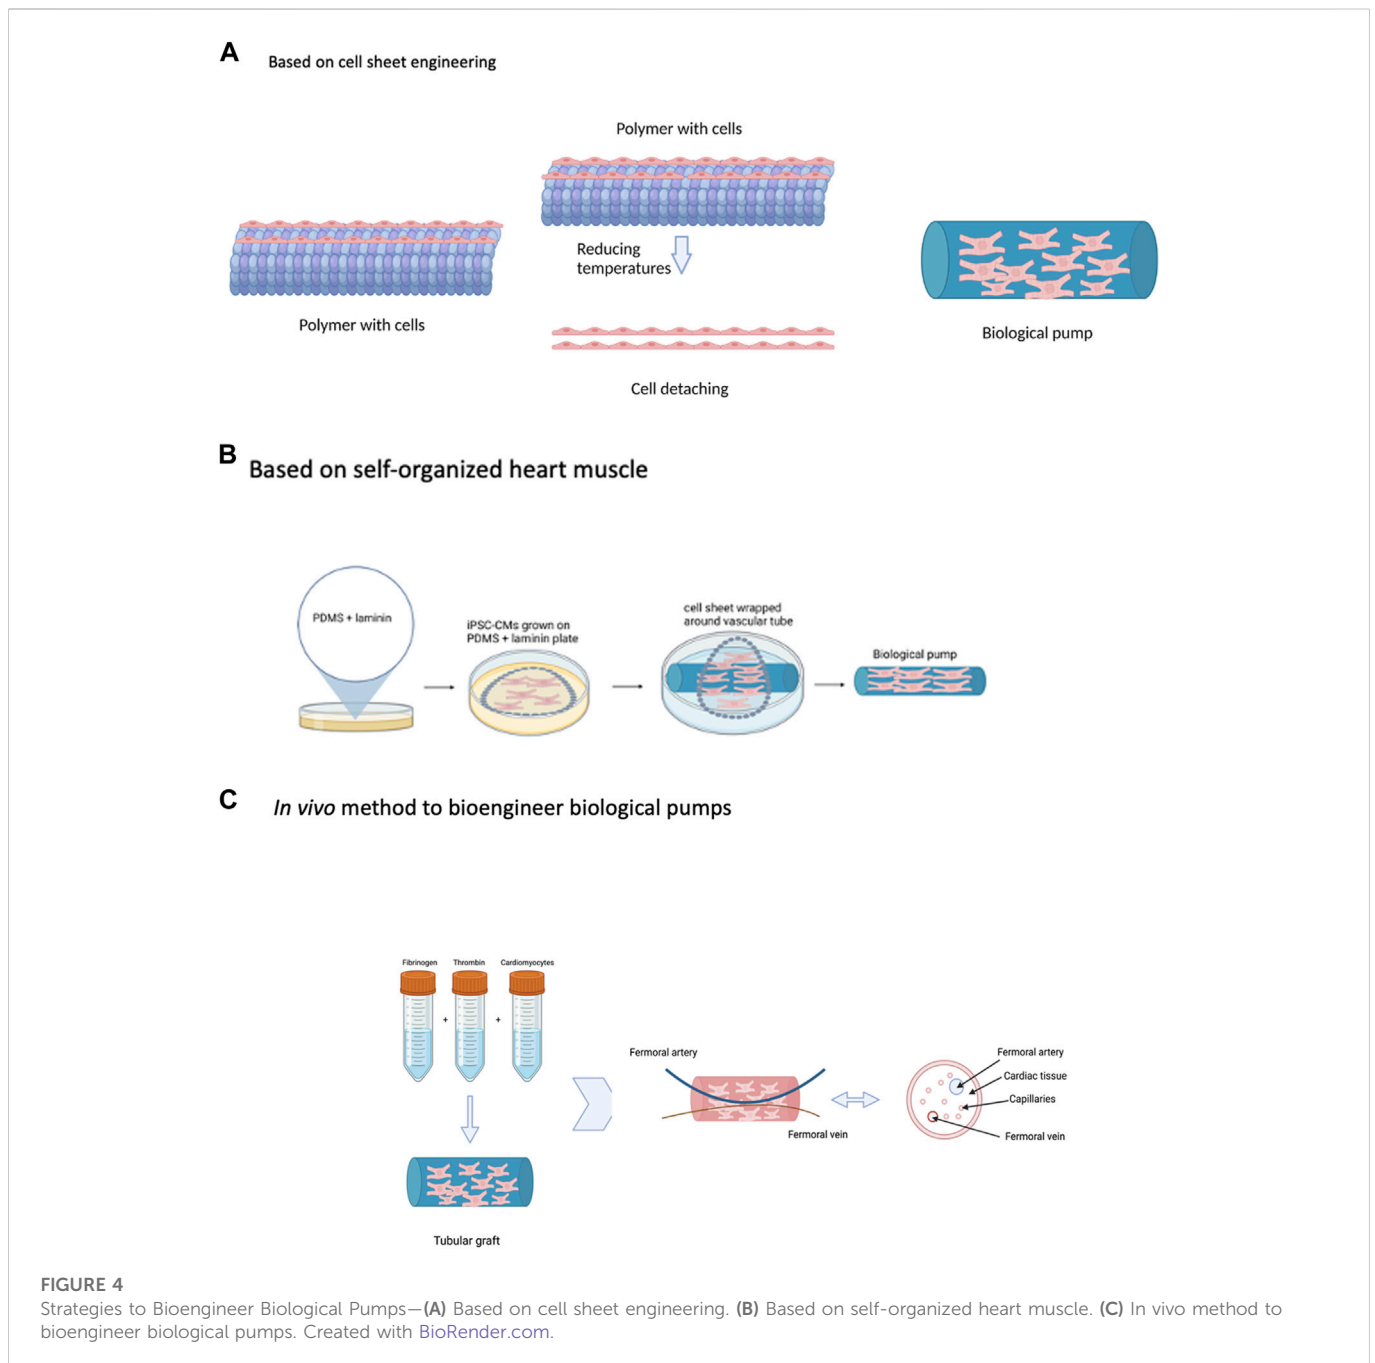 A
Based on cell sheet engineering
Polymer with cells
Reducing
temperatures
Polymer with cells
Cell detaching
Biological pump
B
Based on self-organized heart muscle
PDMS + laminin
iPSC-CMs grown on
PDMS + laminin plate
cell sheet wrapped
around vascular tube
Biological pump
C
In vivo method to bioengineer biological pumps
Fibrinogen
Thrombin
Cardiomyocytes
+
+
Tubular graft
Fermoral artery
Fermoral vein
Fermoral artery
Cardiac tissue
Capillaries
Fermoral vein
FIGURE 4
Strategies to Bioengineer Biological Pumps—(A) Based on cell sheet engineering. (B) Based on self-organized heart muscle. (C) In vivo method to
bioengineer biological pumps. Created with BioRender.com.